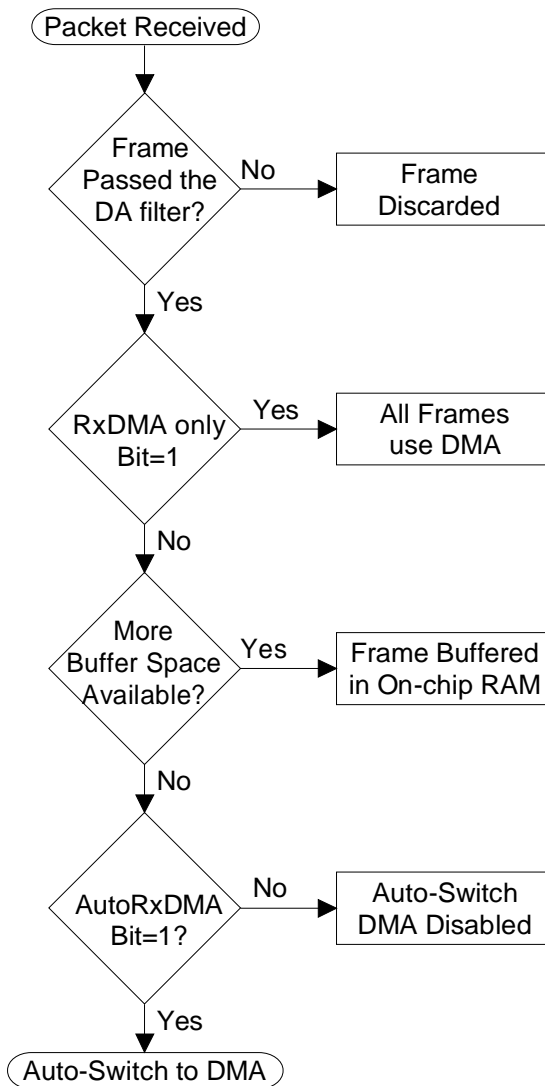 Packet Received
Frame
Passed the
DA filter?
No
Frame
Discarded
Yes
RxDMA only
Bit=1
Yes
All Frames
use DMA
No
More
Buffer Space
Available?
Yes
Frame Buffered
in On-chip RAM
No
AutoRxDMA
Bit=1?
No
Auto-Switch
DMA Disabled
Yes
Auto-Switch to DMA